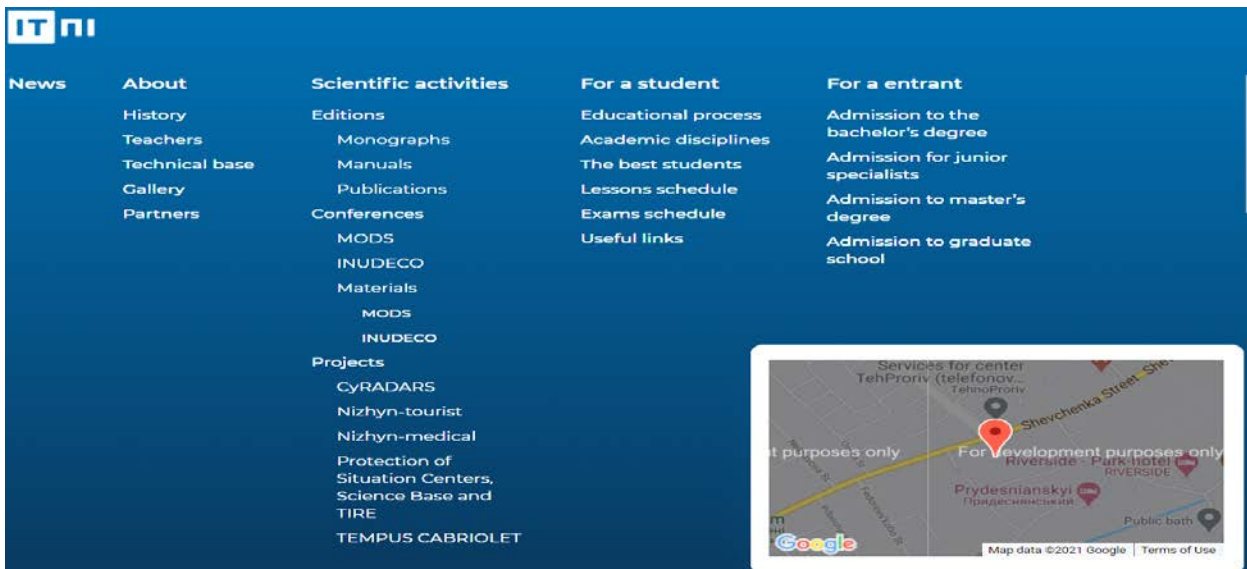 IT ПІ
News
About
History
Teachers
Technical base
Gallery
Partners
Scientific activities
Editions
Monographs
Manuals
Publications
Conferences
MODS
INUDECO
Materials
MODS
INUDECO
Projects
CyRADARS
Nizhyn-tourist
Nizhyn-medical
Protection of
Situation Centers,
Science Base and
TIRE
TEMPUS CABRIOLET
For a student
Educational process
Academic disciplines
The best students
Lessons schedule
Exams schedule
Useful links
For a entrant
Admission to the
bachelor's degree
Admission for junior
specialists
Admission to master's
degree
Admission to graduate
school
Services for center
TehProriv (telefonov...
TehnoProriv
Shevchenka Street
purposes only
For development purposes only
Riverside - Park-hotel
RIVERSIDE
Prydesnianskyi
Придеснянський
Public bath
Google
Map data ©2021 Google
Terms of Use